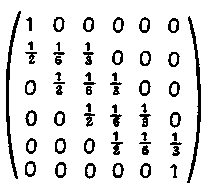 1 0 0 0 0 0
1/2 1/6 1/3 0 0 0
0 1/2 1/6 1/3 0 0
0 0 1/2 1/6 1/3 0
0 0 0 1/2 1/6 1/3
0 0 0 0 0 1